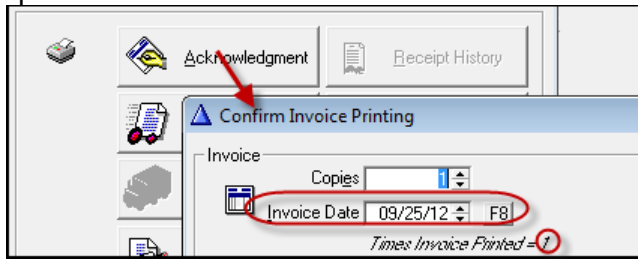 Acknowledgment
Receipt History
Confirm Invoice Printing
Invoice
Copies 1
Invoice Date 09/25/12 F8
Times Invoice Printed = 1